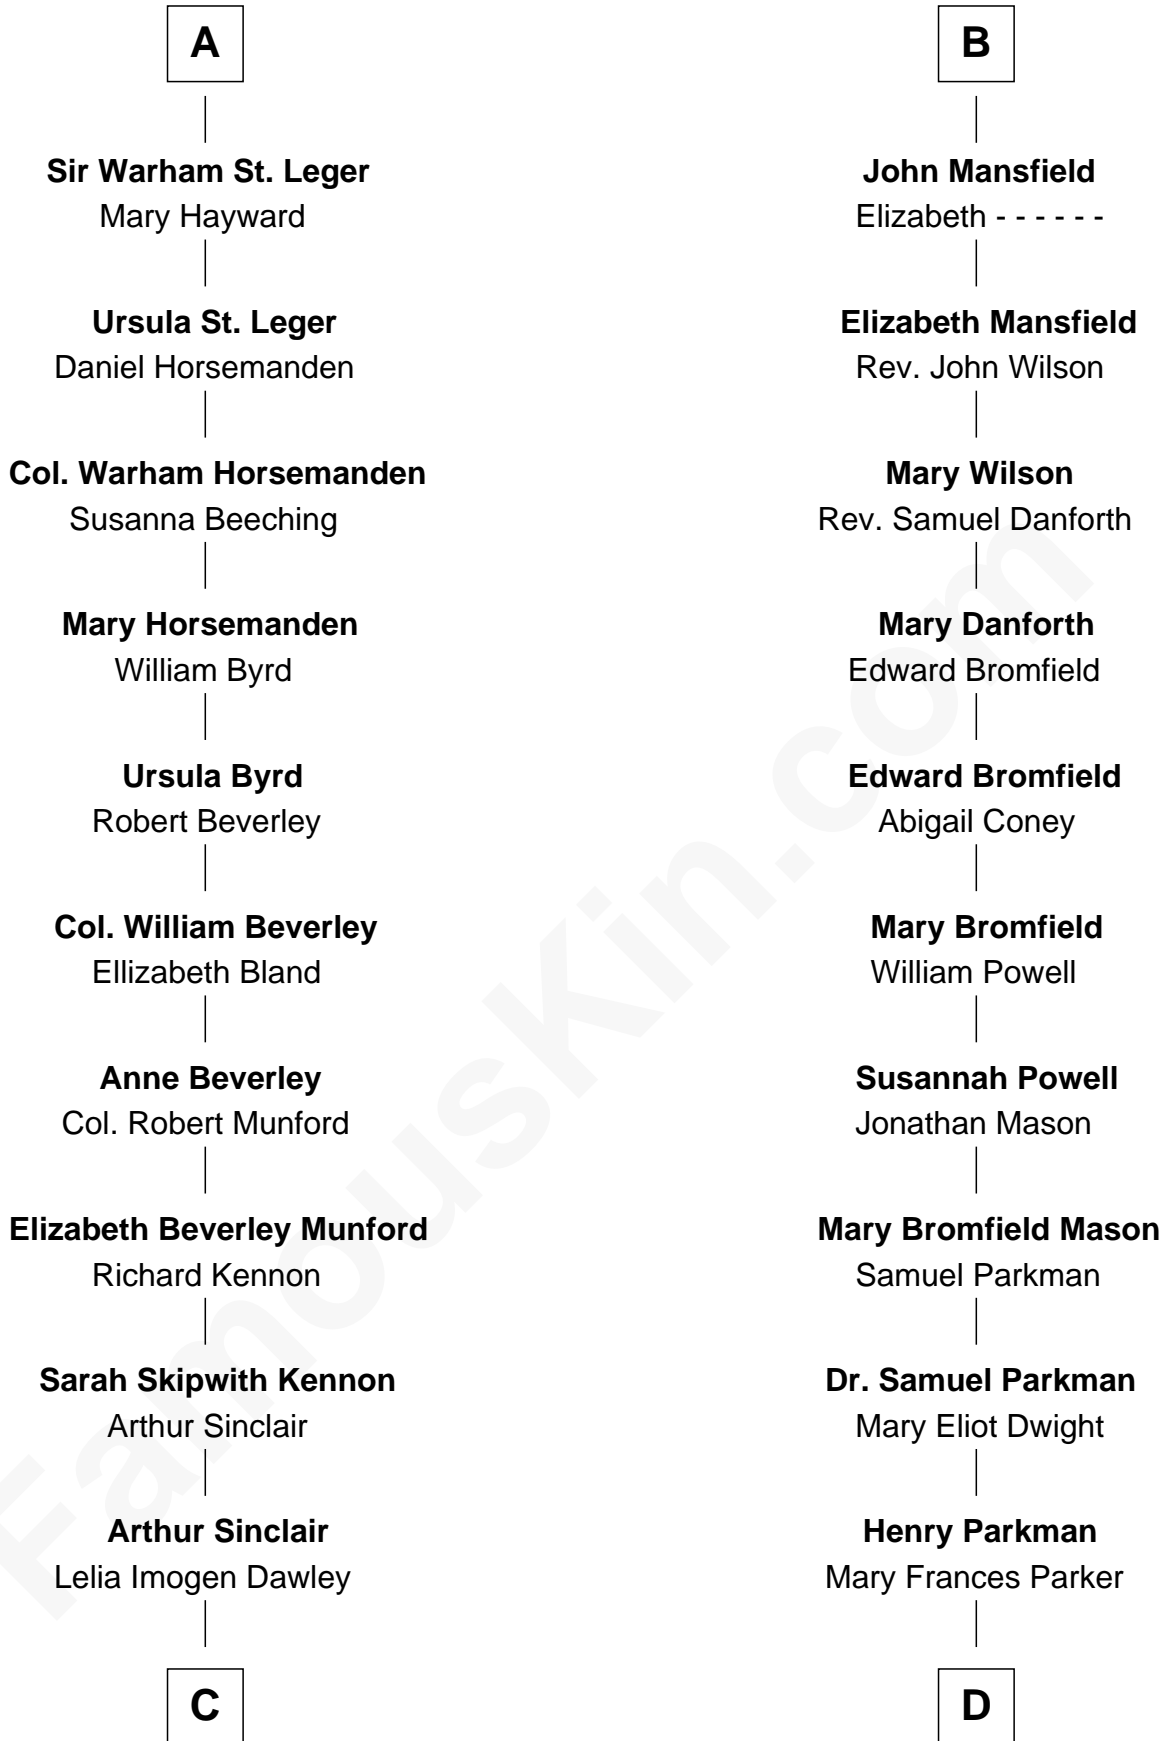 A
Sir Warham St. Leger
Mary Hayward
Ursula St. Leger
Daniel Horsemanden
Col. Warham Horsemanden
Susanna Beeching
Mary Horsemanden
William Byrd
Ursula Byrd
Robert Beverley
Col. William Beverley
Ellizabeth Bland
Anne Beverley
Col. Robert Munford
Elizabeth Beverley Munford
Richard Kennon
Sarah Skipwith Kennon
Arthur Sinclair
Arthur Sinclair
Lelia Imogen Dawley
C
B
John Mansfield
Elizabeth - - - - - -
Elizabeth Mansfield
Rev. John Wilson
Mary Wilson
Rev. Samuel Danforth
Mary Danforth
Edward Bromfield
Edward Bromfield
Abigail Coney
Mary Bromfield
William Powell
Susannah Powell
Jonathan Mason
Mary Bromfield Mason
Samuel Parkman
Dr. Samuel Parkman
Mary Eliot Dwight
Henry Parkman
Mary Frances Parker
D
FamousKin.com